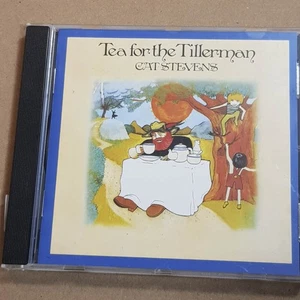 Tea for the Tillerman
CAT STEVENS